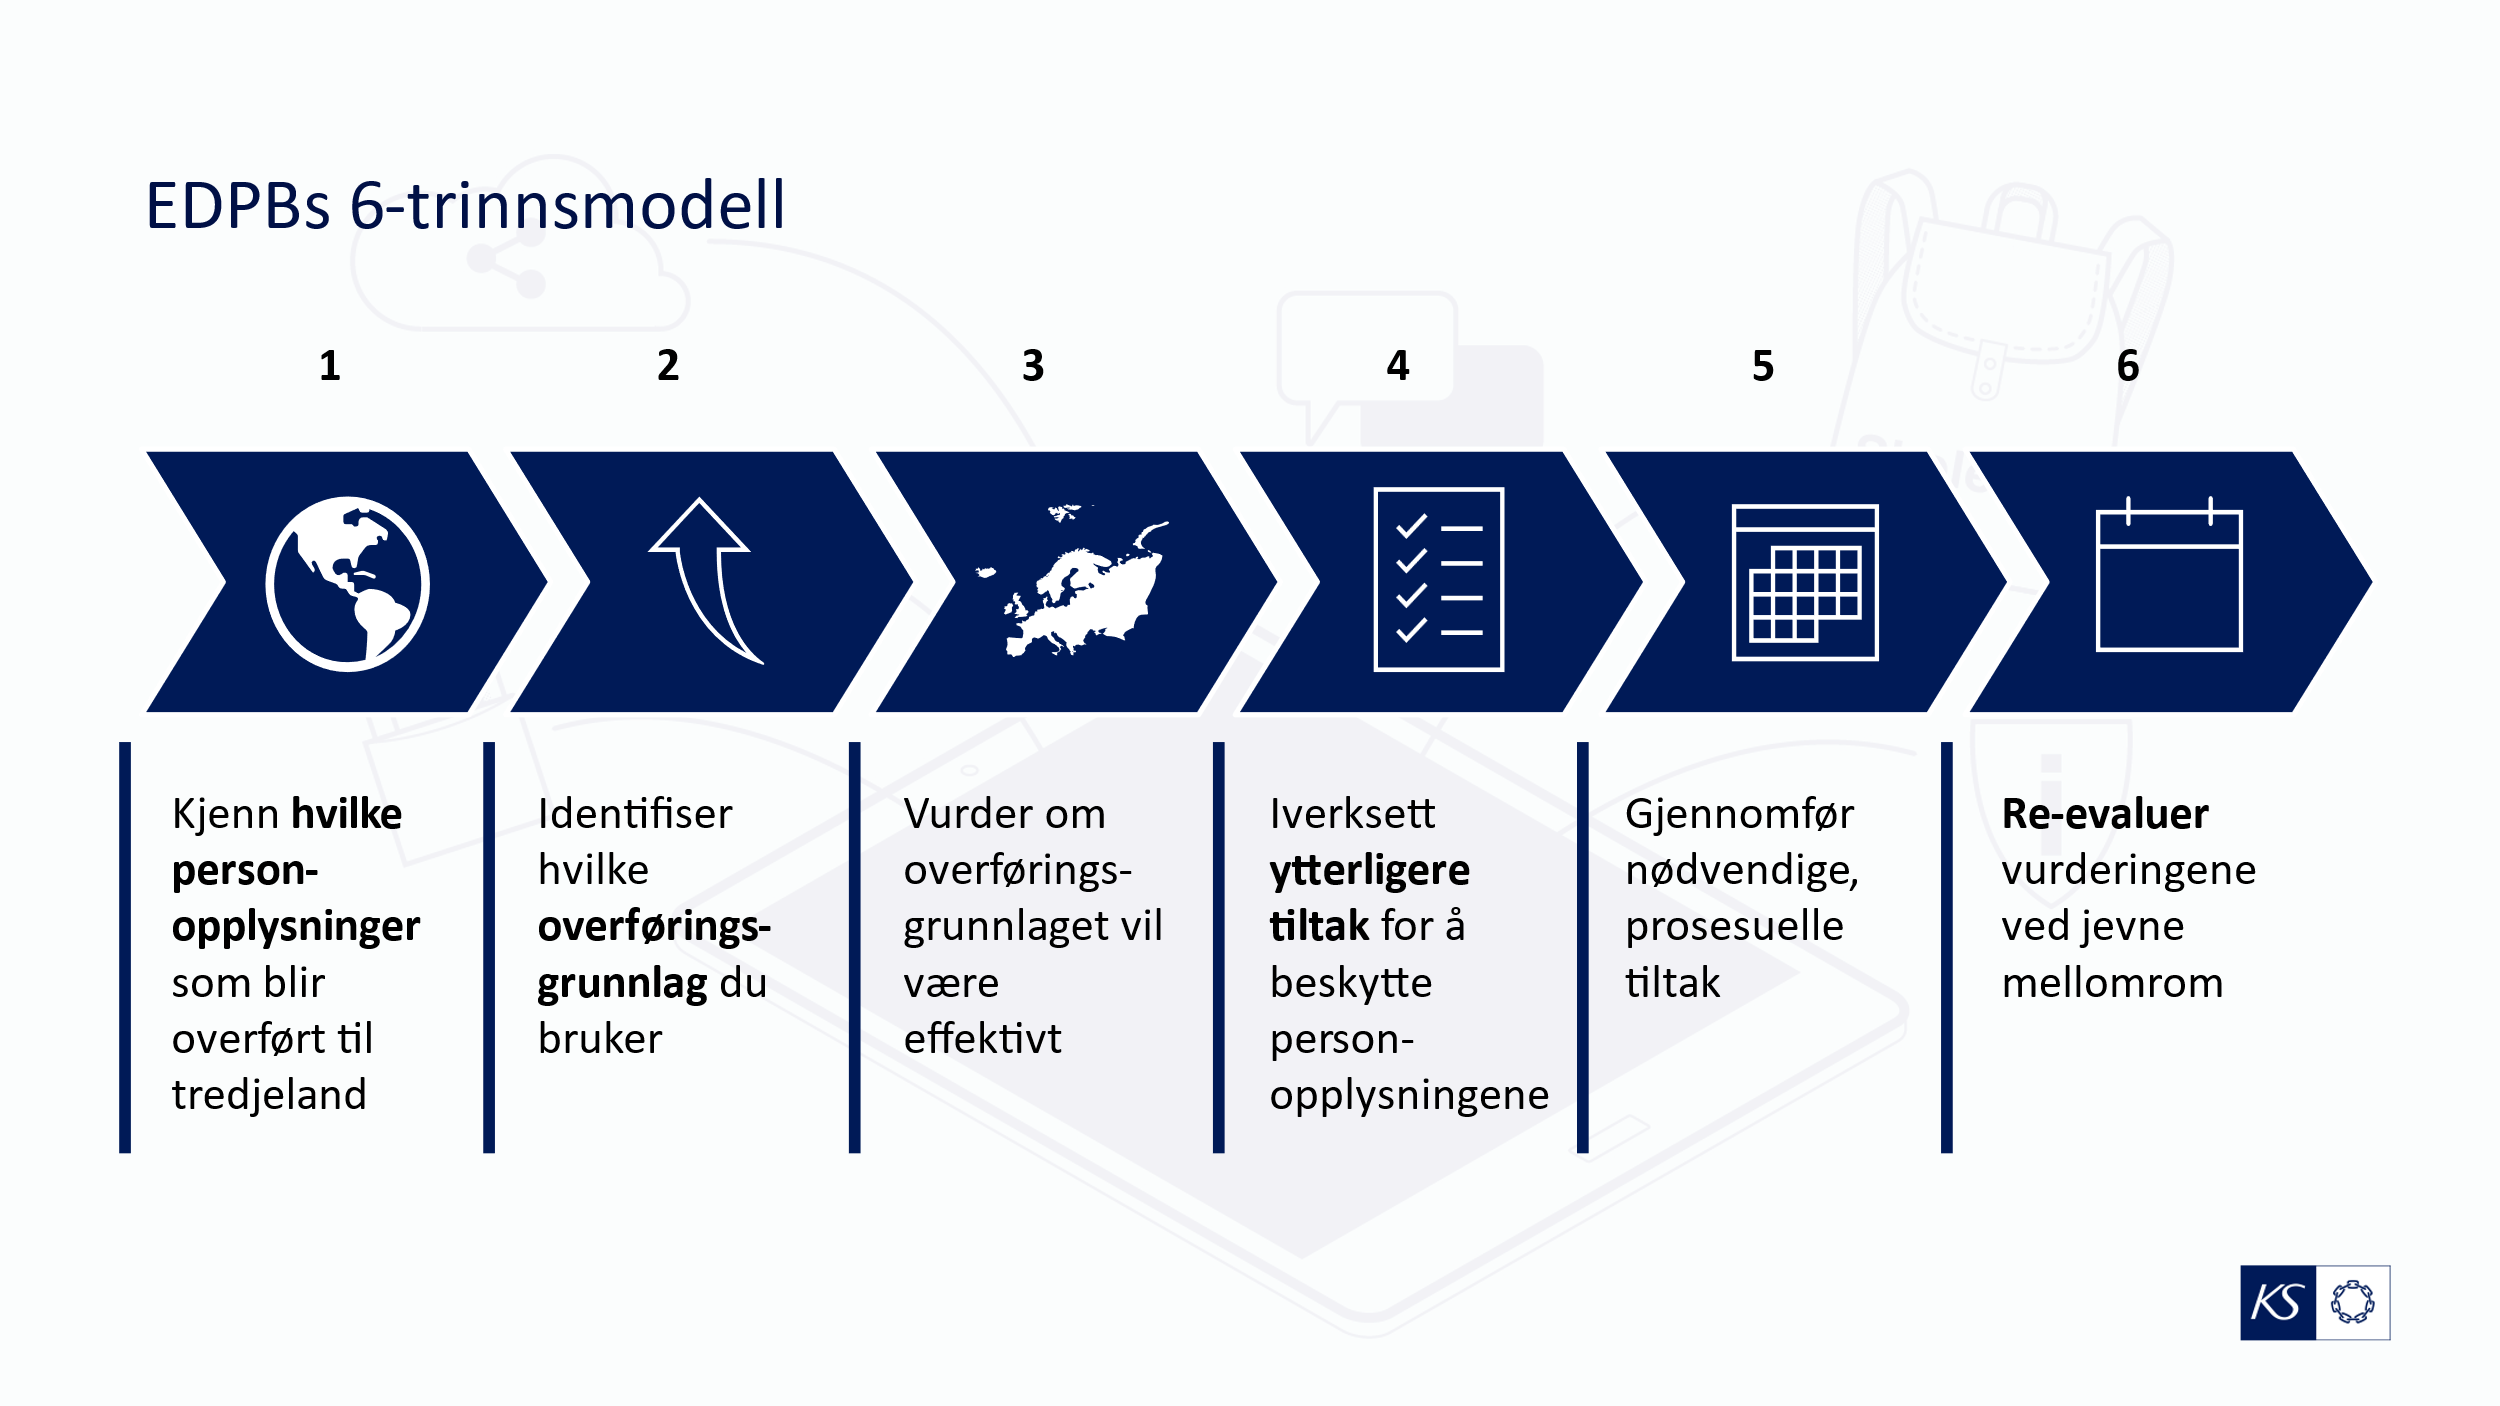 EDPBs 6-trinnsmodell
1
2
3
4
5
6
Kjenn hvilke
person-
opplysninger
som blir
overført til
tredjeland
Identifiser
hvilke
overførings-
grunnlag du
bruker
Vurder om
overførings-
grunnlaget vil
være
effektivt
Iverksett
ytterligere
tiltak for å
beskytte
person-
opplysningene
Gjennomfør
nødvendige,
prosesuelle
tiltak
Re-evaluer
vurderingene
ved jevne
mellomrom
KS